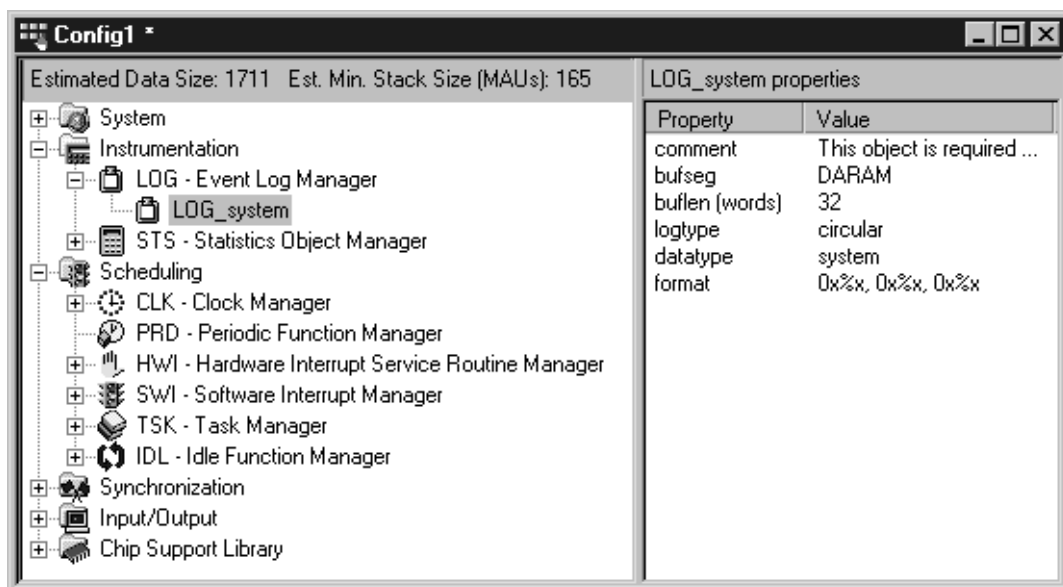 Config1 *
Estimated Data Size: 1711   Est. Min. Stack Size (MAUs): 165
System
Instrumentation
LOG - Event Log Manager
LOG_system
STS - Statistics Object Manager
Scheduling
CLK - Clock Manager
PRD - Periodic Function Manager
HWI - Hardware Interrupt Service Routine Manager
SWI - Software Interrupt Manager
TSK - Task Manager
IDL - Idle Function Manager
Synchronization
Input/Output
Chip Support Library
LOG_system properties
Property Value
comment This object is required ...
bufseg DARAM
buflen (words) 32
logtype circular
datatype system
format 0x%x, 0x%x, 0x%x